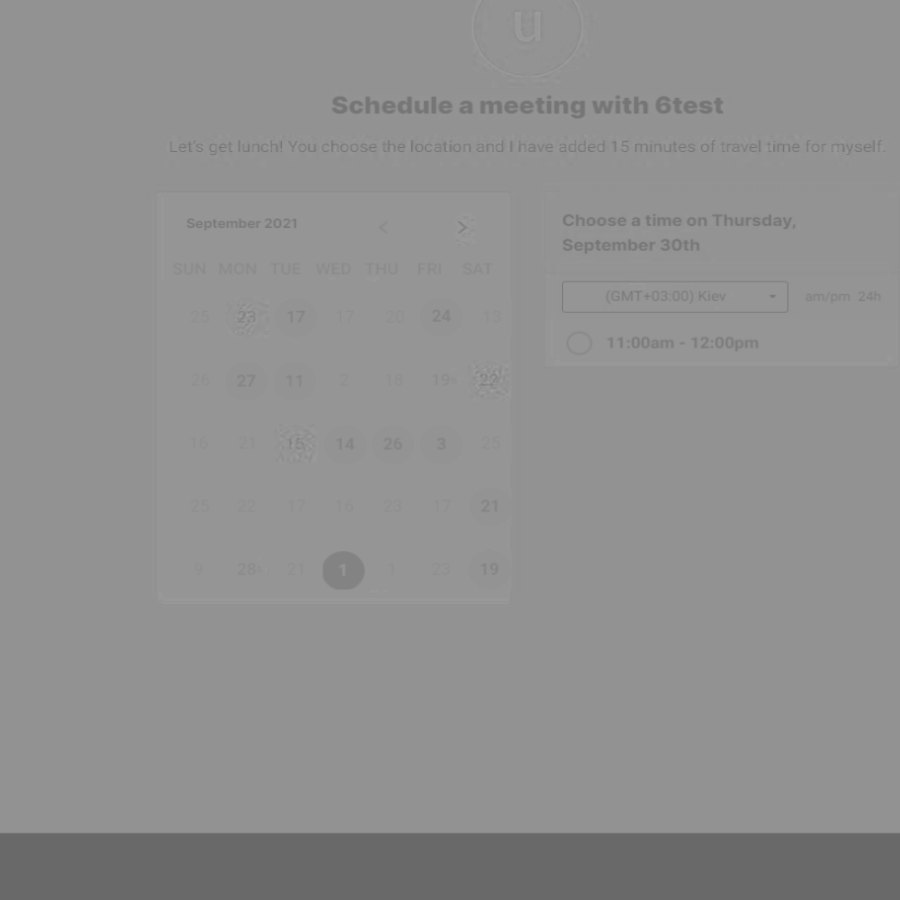 u
Schedule a meeting with 6test
Let's get lunch! You choose the location and I have added 15 minutes of travel time for myself.
September 2021 < >
SUN MON TUE WED THU FRI SAT
25 23 17 17 20 24 13
26 27 11 2 18 19 22
16 21 15 14 26 3 25
25 22 17 16 23 17 21
9 28 21 1 1 23 19
Choose a time on Thursday,
September 30th
(GMT+03:00) Kiev am/pm 24h
11:00am - 12:00pm